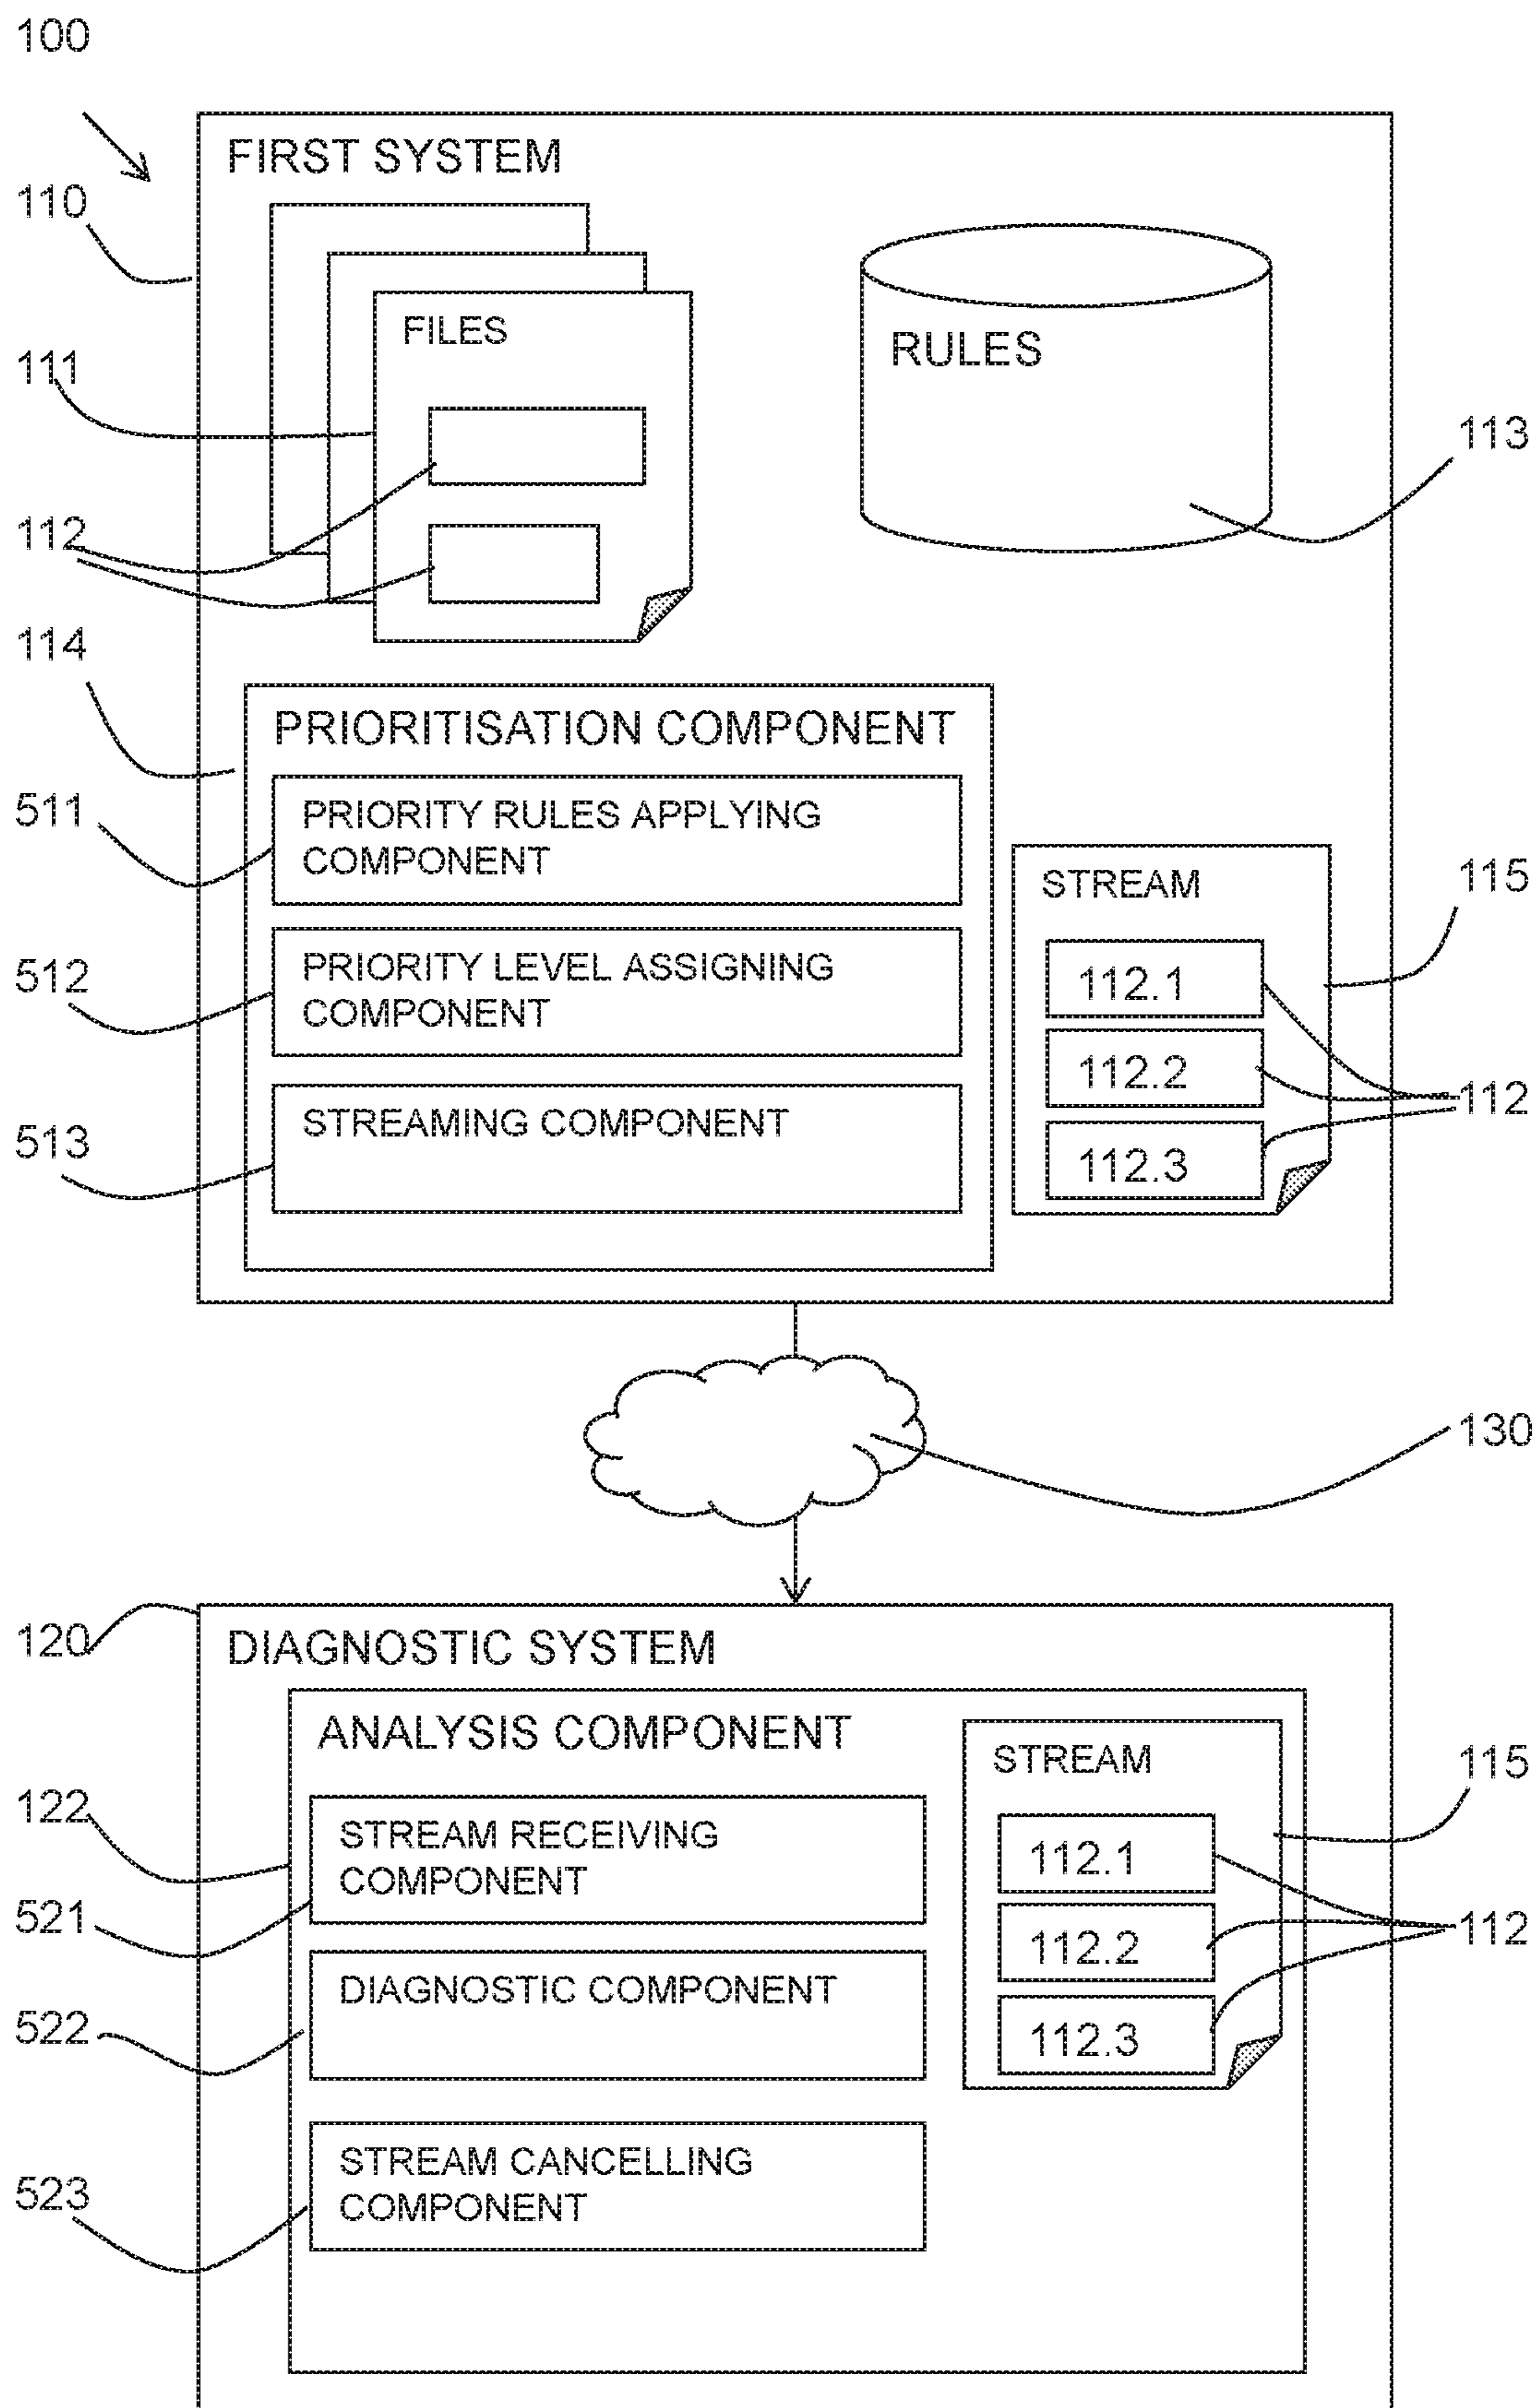 100
FIRST SYSTEM
110
FILES
RULES
111
113
112
114
PRIORITISATION COMPONENT
511
PRIORITY RULES APPLYING
COMPONENT
STREAM
115
512
PRIORITY LEVEL ASSIGNING
COMPONENT
112.1
112.2
112
513
STREAMING COMPONENT
112.3
130
120
DIAGNOSTIC SYSTEM
ANALYSIS COMPONENT
STREAM
115
122
STREAM RECEIVING
COMPONENT
112.1
521
112.2
112
522
DIAGNOSTIC COMPONENT
112.3
523
STREAM CANCELLING
COMPONENT